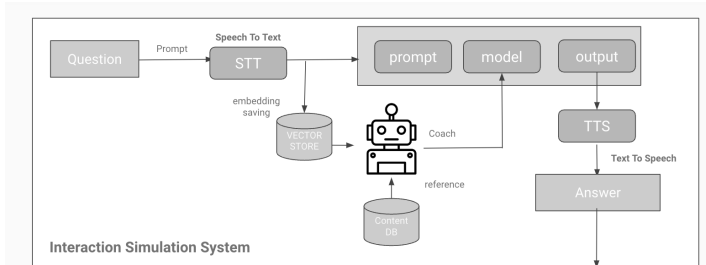 Speech To Text
Question
Prompt
STT
prompt
model
output
embedding
saving
VECTOR
STORE
Coach
TTS
Text To Speech
reference
Answer
Content
DB
Interaction Simulation System